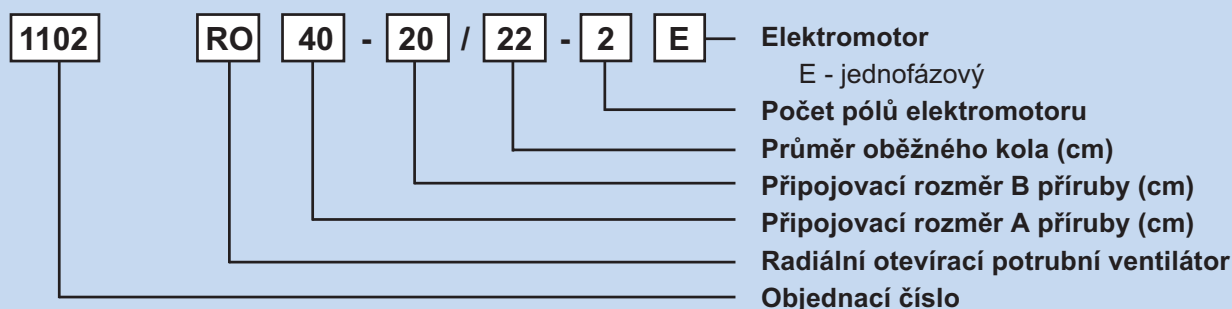 1102 RO 40 - 20 / 22 - 2 E Elektromotor
E - jednofázový
Počet pólů elektromotoru
Průměr oběžného kola (cm)
Připojovací rozměr B příruby (cm)
Připojovací rozměr A příruby (cm)
Radiální otevírací potrubní ventilátor
Objednací číslo